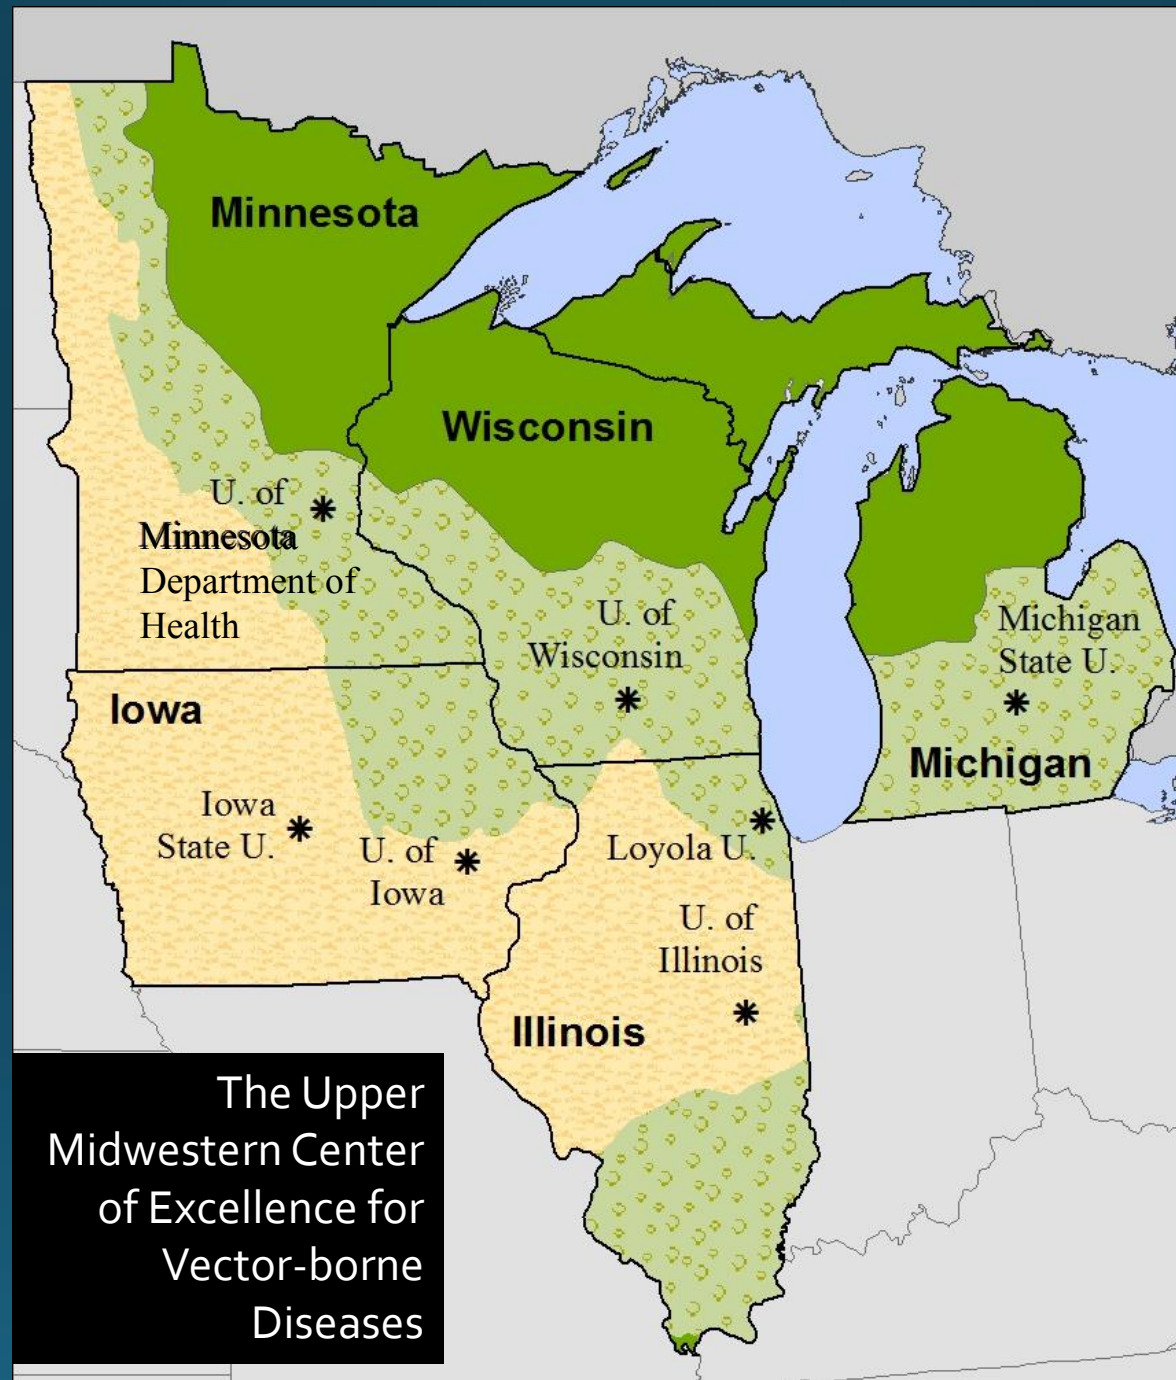 Minnesota
Wisconsin
U. of
Minnesota
Department of
Health
U. of
Wisconsin
Michigan
State U.
Iowa
Michigan
Iowa
State U.
U. of
Iowa
Loyola U.
U. of
Illinois
Illinois
The Upper
Midwestern Center
of Excellence for
Vector-borne
Diseases